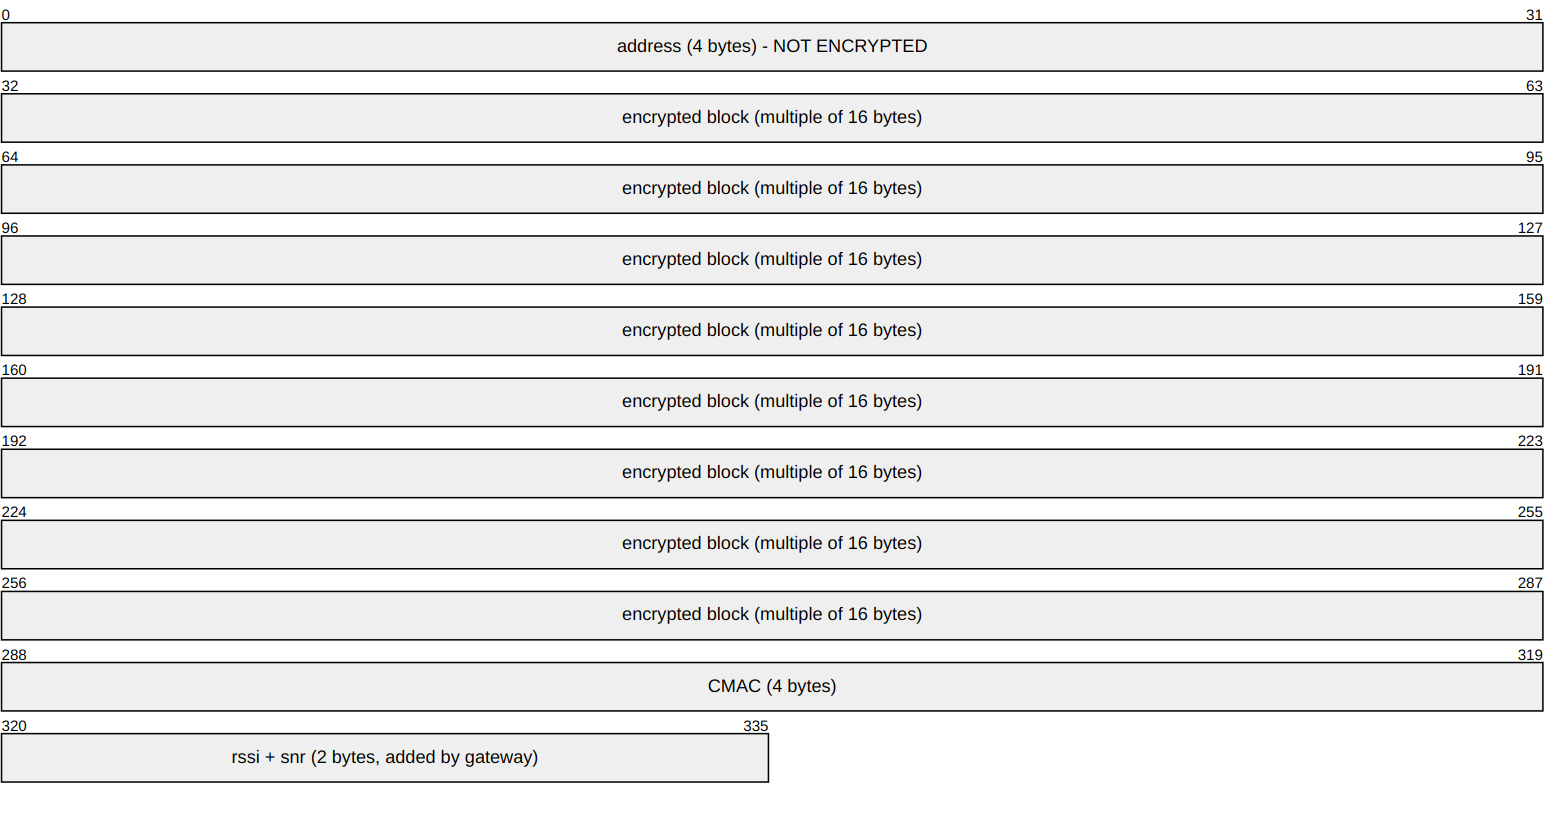 0 31
address (4 bytes) - NOT ENCRYPTED
32 63
encrypted block (multiple of 16 bytes)
64 95
encrypted block (multiple of 16 bytes)
96 127
encrypted block (multiple of 16 bytes)
128 159
encrypted block (multiple of 16 bytes)
160 191
encrypted block (multiple of 16 bytes)
192 223
encrypted block (multiple of 16 bytes)
224 255
encrypted block (multiple of 16 bytes)
256 287
encrypted block (multiple of 16 bytes)
288 319
CMAC (4 bytes)
320 335
rssi + snr (2 bytes, added by gateway)